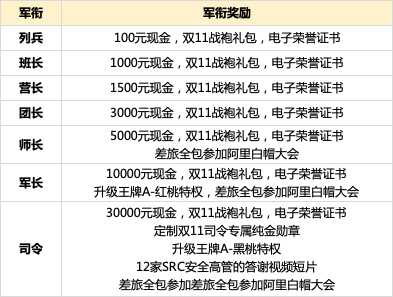 军衔 军衔奖励
列兵 100元现金，双11战袍礼包，电子荣誉证书
班长 1000元现金，双11战袍礼包，电子荣誉证书
营长 1500元现金，双11战袍礼包，电子荣誉证书
团长 3000元现金，双11战袍礼包，电子荣誉证书
师长 5000元现金，双11战袍礼包，电子荣誉证书
差旅全包参加阿里白帽大会
军长 10000元现金，双11战袍礼包，电子荣誉证书
升级王牌A-红桃特权，差旅全包参加阿里白帽大会
司令 30000元现金，双11战袍礼包，电子荣誉证书
定制双11司令专属纯金勋章
升级王牌A-黑桃特权
12家SRC安全高管的答谢视频短片
差旅全包参加差旅全包参加阿里白帽大会